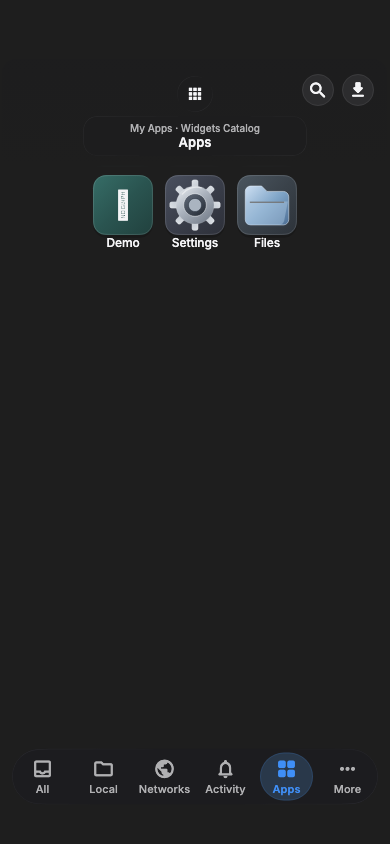 My Apps · Widgets Catalog
Apps
Demo
Settings
Files
All
Local
Networks
Activity
Apps
More